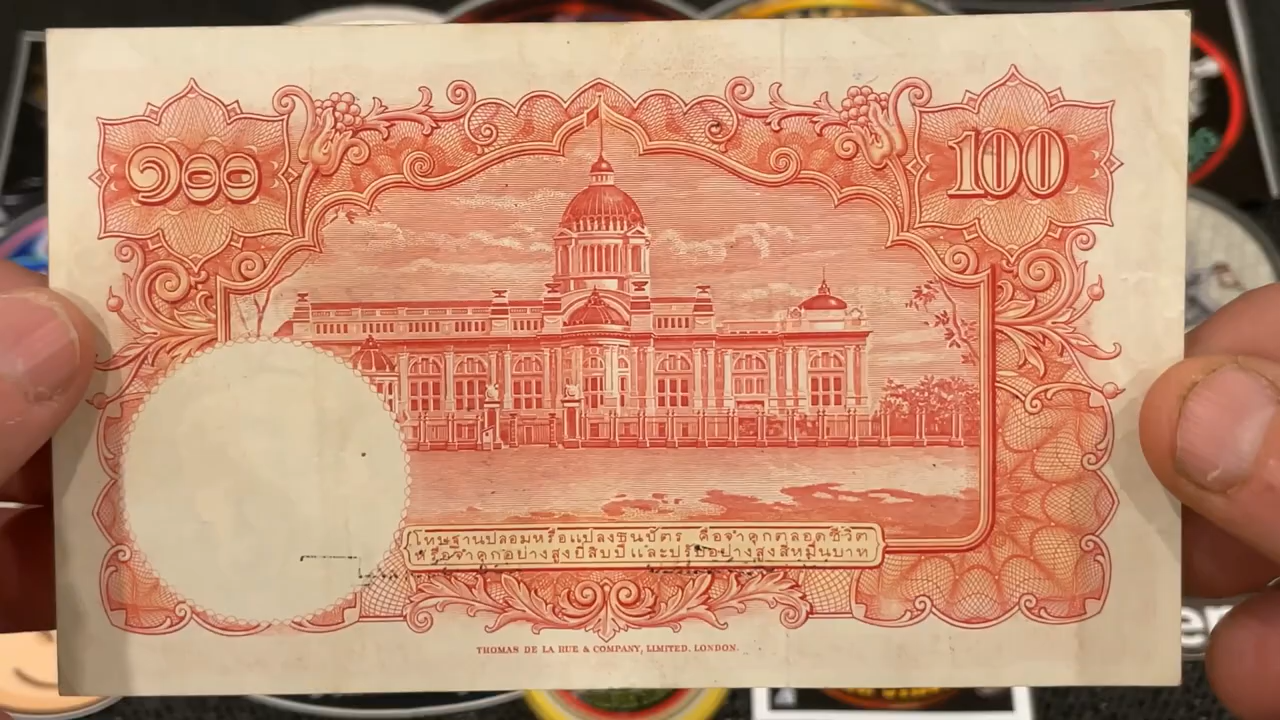 ๑๐๐
100
โทษฐานปลอมหรือแปลงธนบัตร คือจำคุกตลอดชีวิต
หรือจำคุกอย่างสูงยี่สิบปี และปรับอย่างสูงสี่หมื่นบาท
THOMAS DE LA RUE & COMPANY, LIMITED. LONDON.